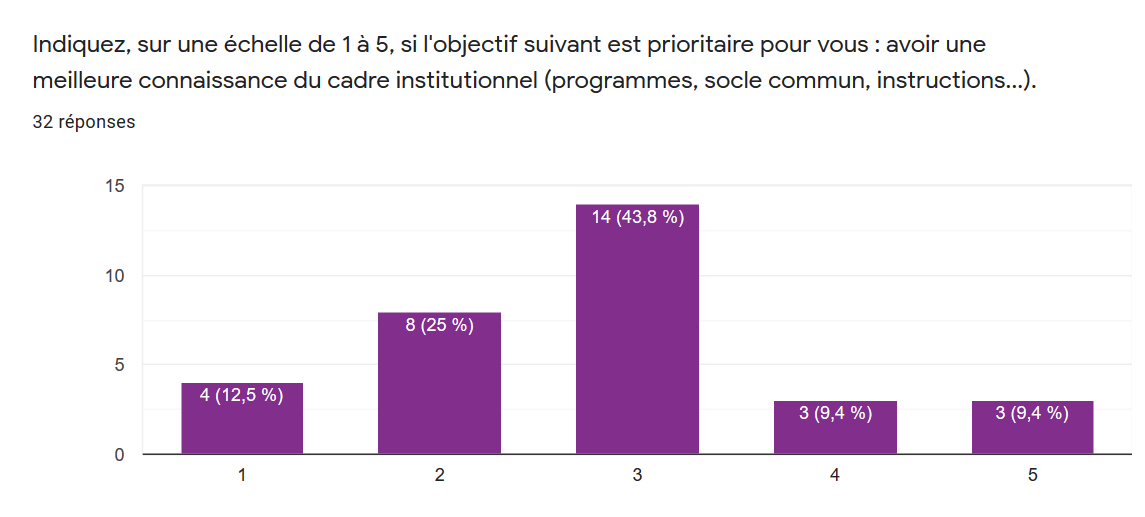 Indiquez, sur une échelle de 1 à 5, si l'objectif suivant est prioritaire pour vous : avoir une
meilleure connaissance du cadre institutionnel (programmes, socle commun, instructions...).
32 réponses
15
10
5
0
4 (12,5 %)
8 (25 %)
14 (43,8 %)
3 (9,4 %)
3 (9,4 %)
1
2
3
4
5